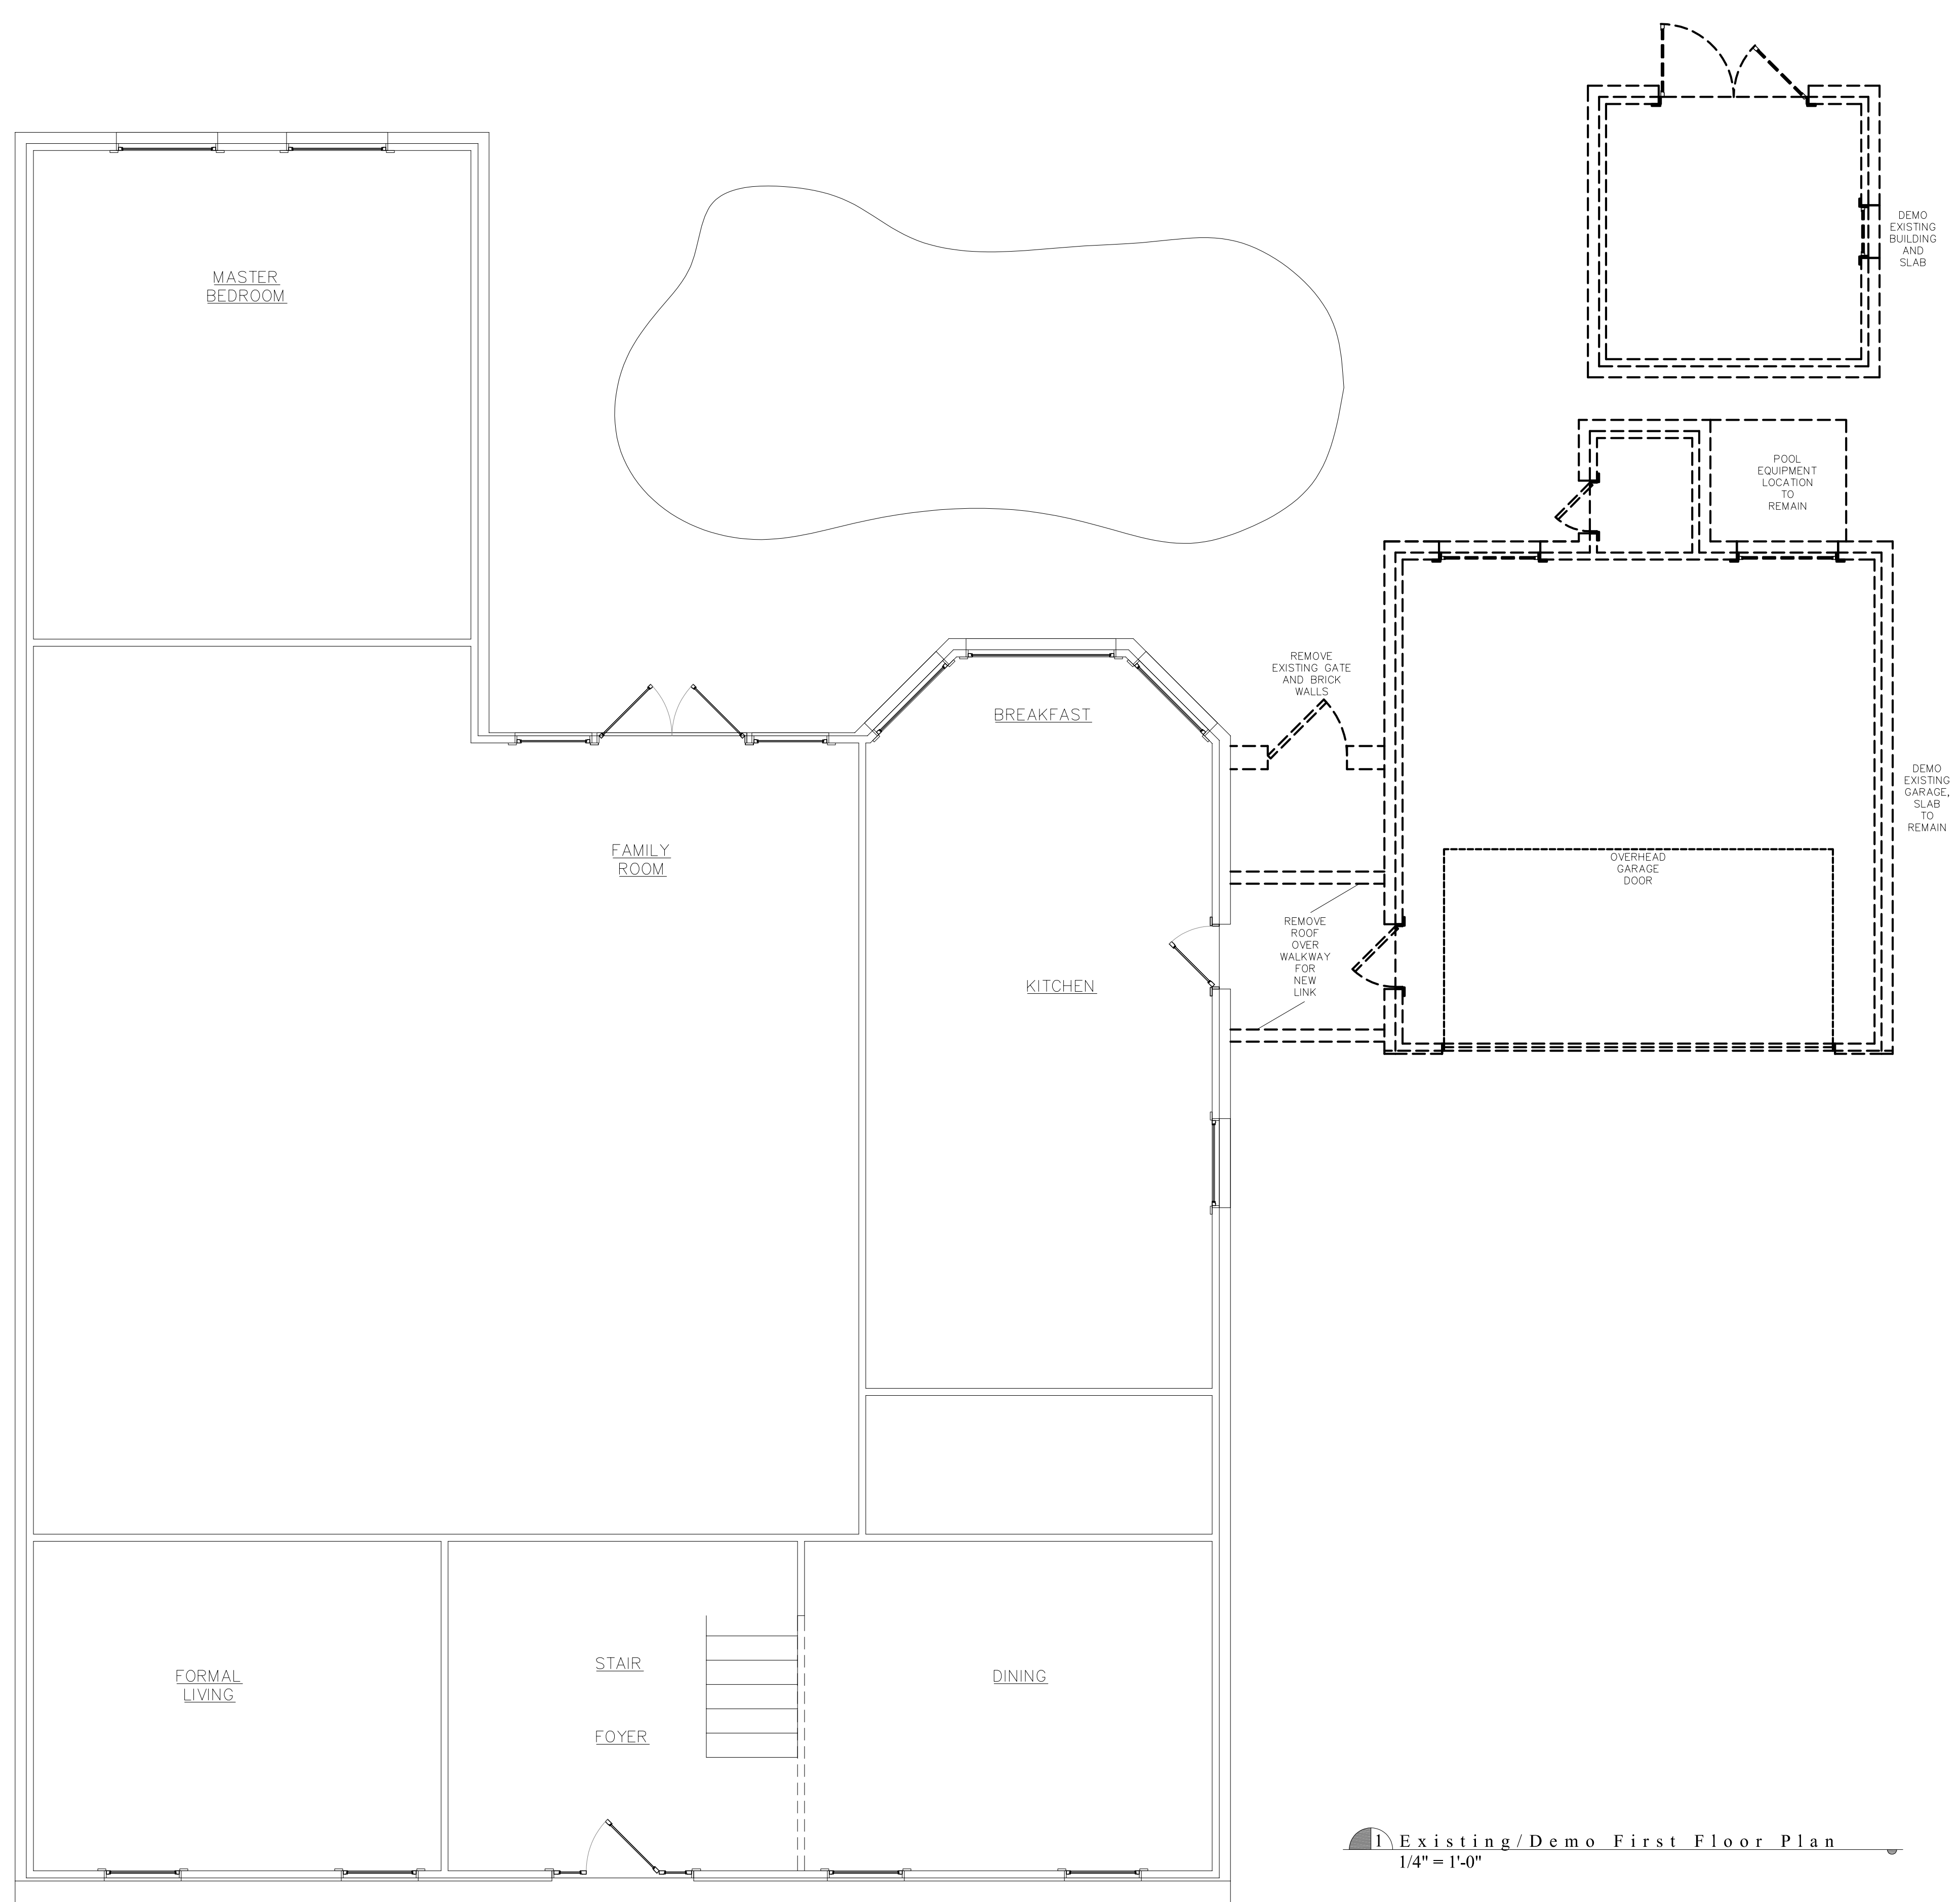 DEMO
EXISTING
BUILDING
AND
SLAB
MASTER
BEDROOM
POOL
EQUIPMENT
LOCATION
TO
REMAIN
REMOVE
EXISTING GATE
AND BRICK
WALLS
BREAKFAST
DEMO
EXISTING
GARAGE,
SLAB
TO
REMAIN
FAMILY
ROOM
OVERHEAD
GARAGE
DOOR
REMOVE
ROOF
OVER
WALKWAY
FOR
NEW
LINK
KITCHEN
STAIR
FORMAL
LIVING
DINING
FOYER
1 Existing/Demo First Floor Plan
1/4" = 1'-0"